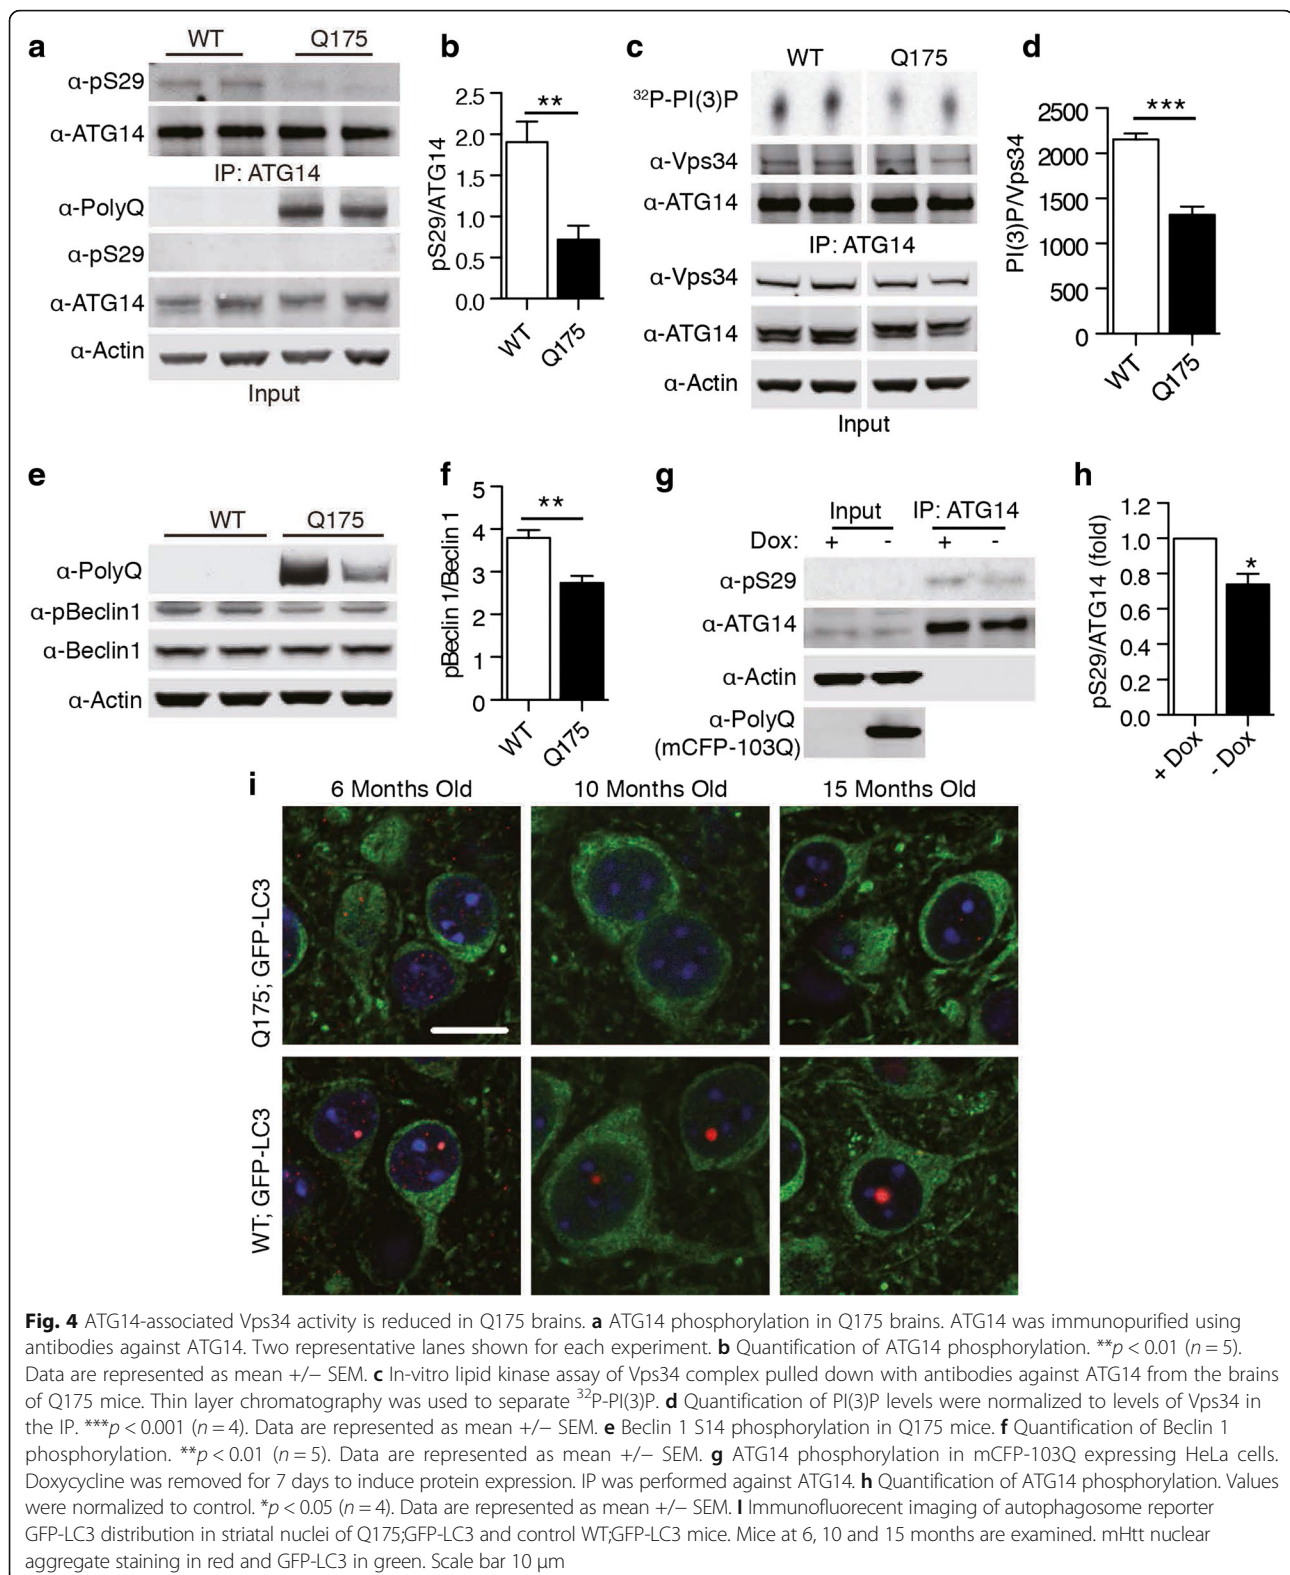 a
WT Q175
α-pS29
α-ATG14
IP: ATG14
α-PolyQ
α-pS29
α-ATG14
α-Actin
Input
b
pS29/ATG14
2.5
2.0
1.5
1.0
0.5
0.0
**
WT Q175
c
WT Q175
³²P-PI(3)P
α-Vps34
α-ATG14
IP: ATG14
α-Vps34
α-ATG14
α-Actin
Input
d
PI(3)P/Vps34
2500
2000
1500
1000
500
0
***
WT Q175
e
WT Q175
α-PolyQ
α-pBeclin1
α-Beclin1
α-Actin
f
pBeclin 1/Beclin 1
5
4
3
2
1
0
**
WT Q175
g
Input IP: ATG14
Dox: + - + -
α-pS29
α-ATG14
α-Actin
α-PolyQ
(mCFP-103Q)
h
pS29/ATG14 (fold)
1.2
1.0
0.8
0.6
0.4
0.2
0.0
*
+ Dox - Dox
i
6 Months Old 10 Months Old 15 Months Old
Q175; GFP-LC3
WT; GFP-LC3
Fig. 4 ATG14-associated Vps34 activity is reduced in Q175 brains. a ATG14 phosphorylation in Q175 brains. ATG14 was immunopurified using
antibodies against ATG14. Two representative lanes shown for each experiment. b Quantification of ATG14 phosphorylation. **p < 0.01 (n = 5).
Data are represented as mean +/− SEM. c In-vitro lipid kinase assay of Vps34 complex pulled down with antibodies against ATG14 from the brains
of Q175 mice. Thin layer chromatography was used to separate ³²P-PI(3)P. d Quantification of PI(3)P levels were normalized to levels of Vps34 in
the IP. ***p < 0.001 (n = 4). Data are represented as mean +/− SEM. e Beclin 1 S14 phosphorylation in Q175 mice. f Quantification of Beclin 1
phosphorylation. **p < 0.01 (n = 5). Data are represented as mean +/− SEM. g ATG14 phosphorylation in mCFP-103Q expressing HeLa cells.
Doxycycline was removed for 7 days to induce protein expression. IP was performed against ATG14. h Quantification of ATG14 phosphorylation. Values
were normalized to control. *p < 0.05 (n = 4). Data are represented as mean +/− SEM. I Immunofluorecent imaging of autophagosome reporter
GFP-LC3 distribution in striatal nuclei of Q175;GFP-LC3 and control WT;GFP-LC3 mice. Mice at 6, 10 and 15 months are examined. mHtt nuclear
aggregate staining in red and GFP-LC3 in green. Scale bar 10 μm